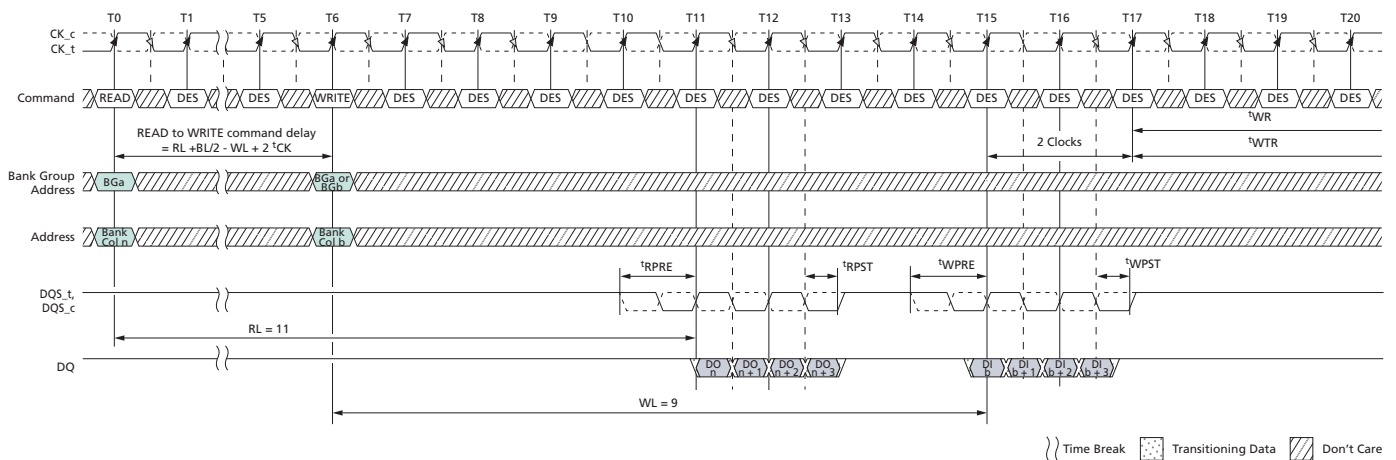 T0 T1 T5 T6 T7 T8 T9 T10 T11 T12 T13 T14 T15 T16 T17 T18 T19 T20
CK_c
CK_t
Command READ DES DES WRITE DES DES DES DES DES DES DES DES DES DES DES DES DES DES
tWR
READ to WRITE command delay
= RL +BL/2 - WL + 2 tCK
2 Clocks
tWTR
Bank Group
Address
BGa
BGa or
BGb
Address
Bank
Col n
Bank
Col b
tRPRE tRPST tWPRE tWPST
DQS_t,
DQS_c
RL = 11
DQ
DO
n
DO
n + 1
DO
n + 2
DO
n + 3
DI
b
DI
b + 1
DI
b + 2
DI
b + 3
WL = 9
Time Break Transitioning Data Don't Care